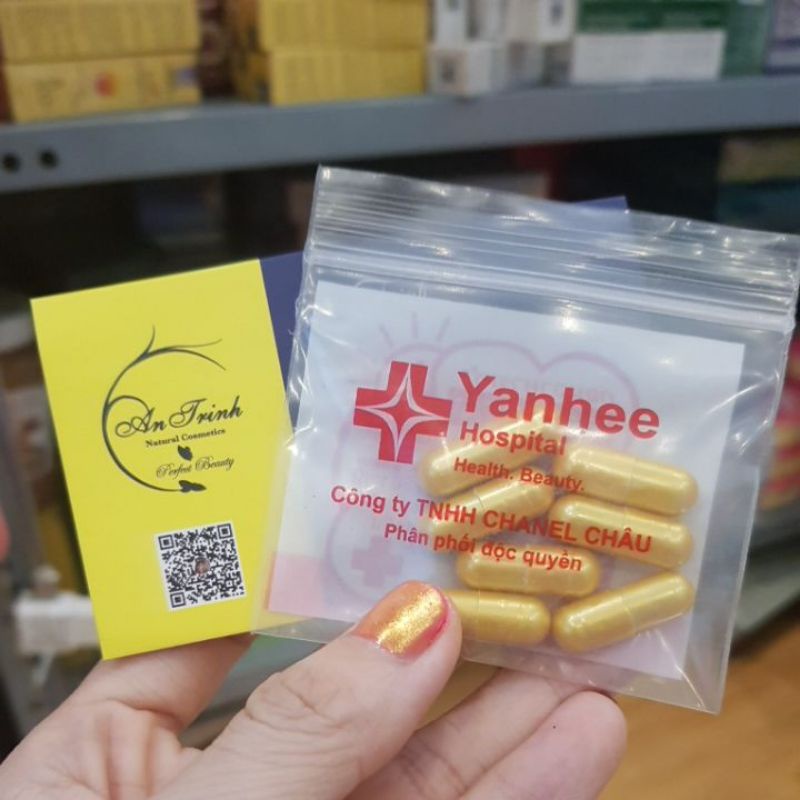 An Trinh
Natural Cosmetics
Perfect Beauty
Yanhee
Hospital
Health. Beauty.
Công ty TNHH CHANEL CHÂU
Phân phối độc quyền